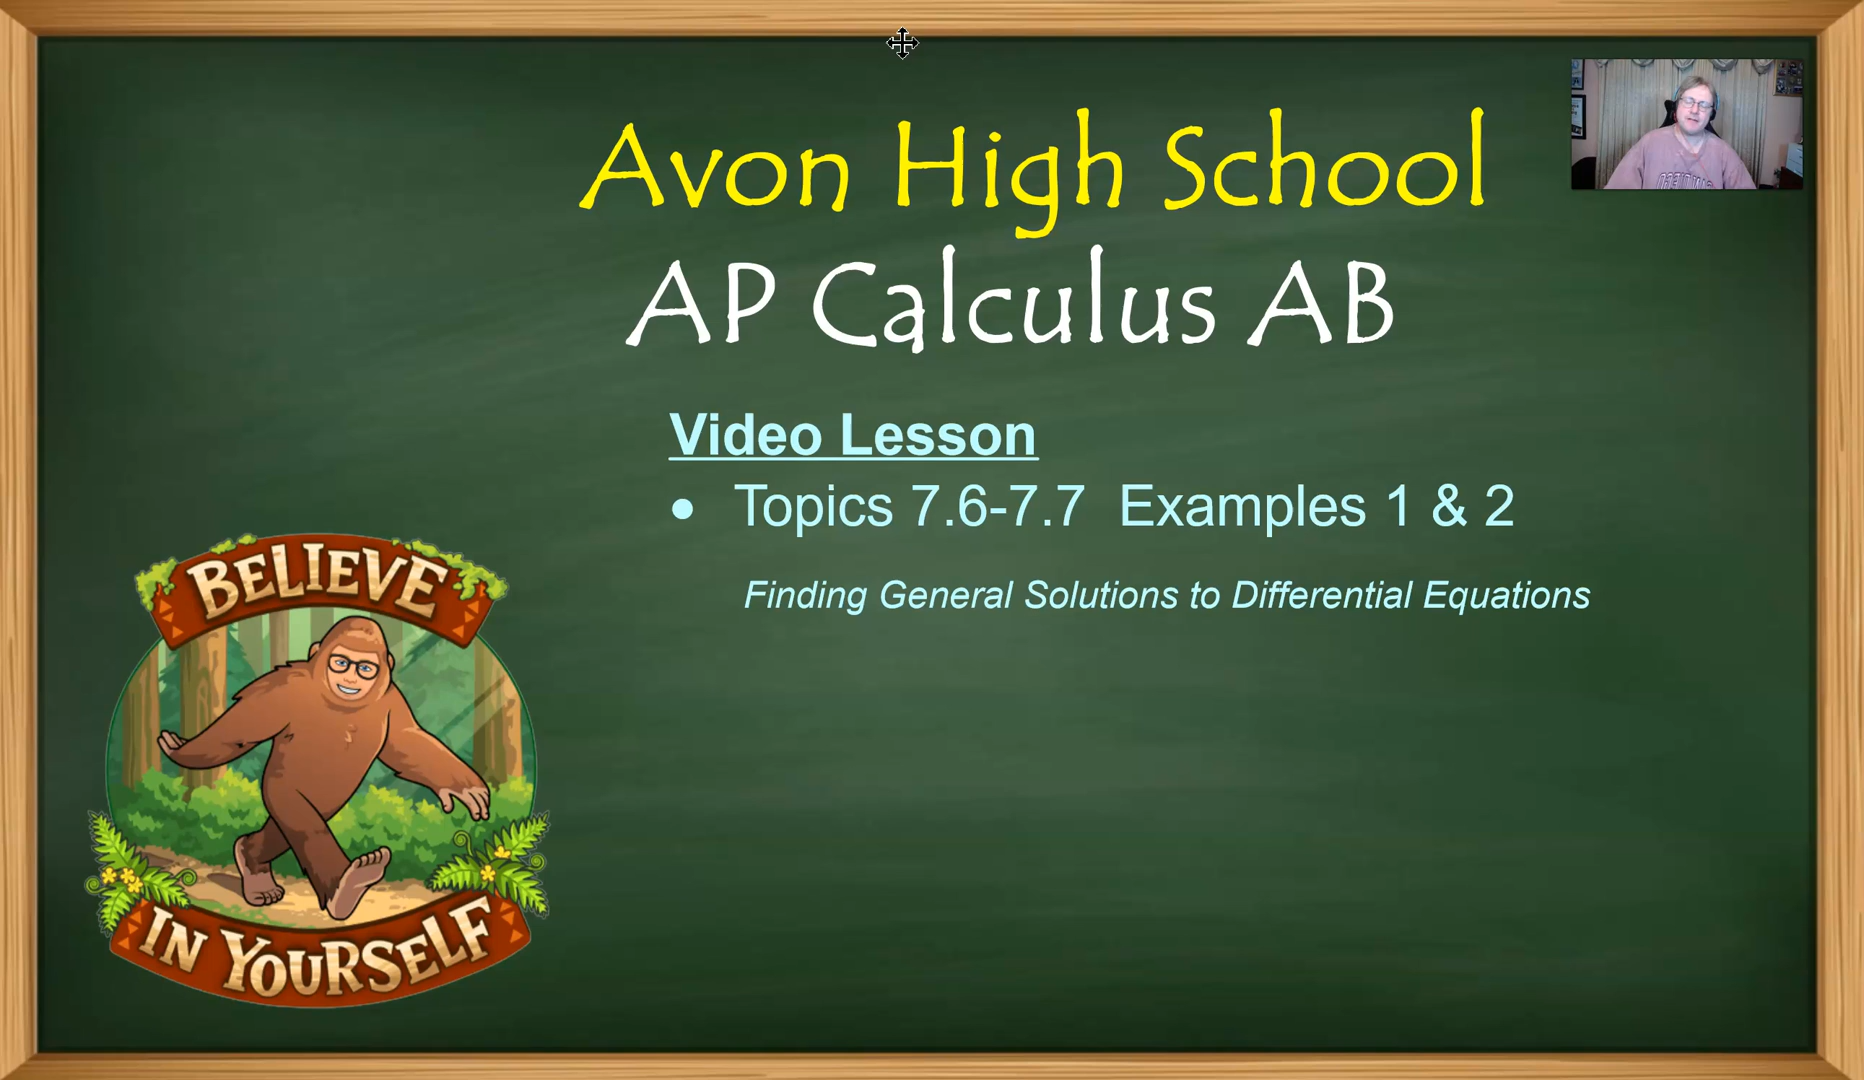 Avon High School
AP Calculus AB
Video Lesson
● Topics 7.6-7.7 Examples 1 & 2
Finding General Solutions to Differential Equations
BELIEVE
IN YOURSELF